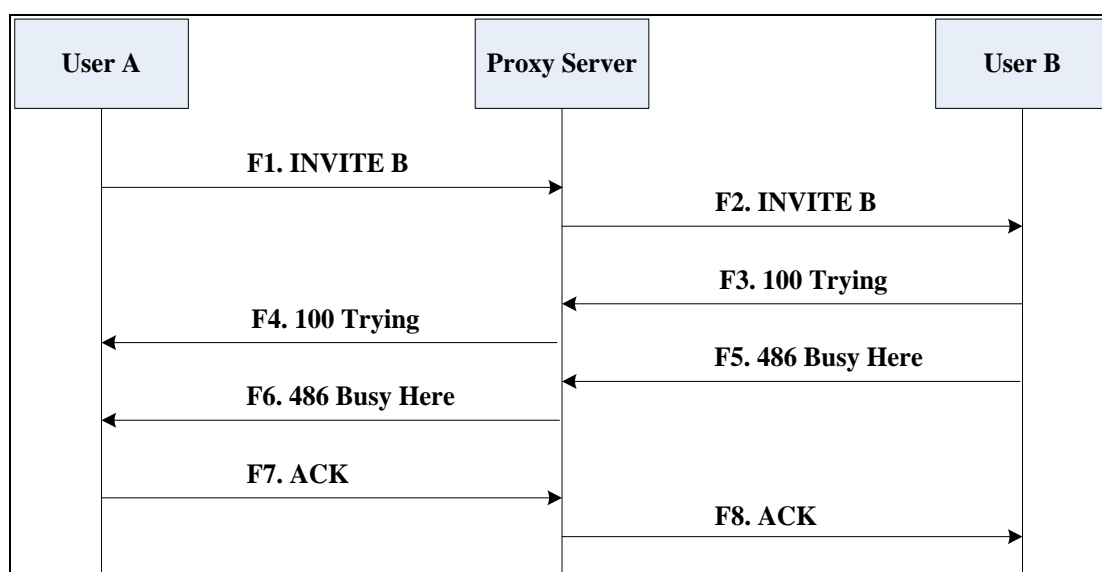 User A
Proxy Server
User B
F1. INVITE B
F2. INVITE B
F3. 100 Trying
F4. 100 Trying
F5. 486 Busy Here
F6. 486 Busy Here
F7. ACK
F8. ACK